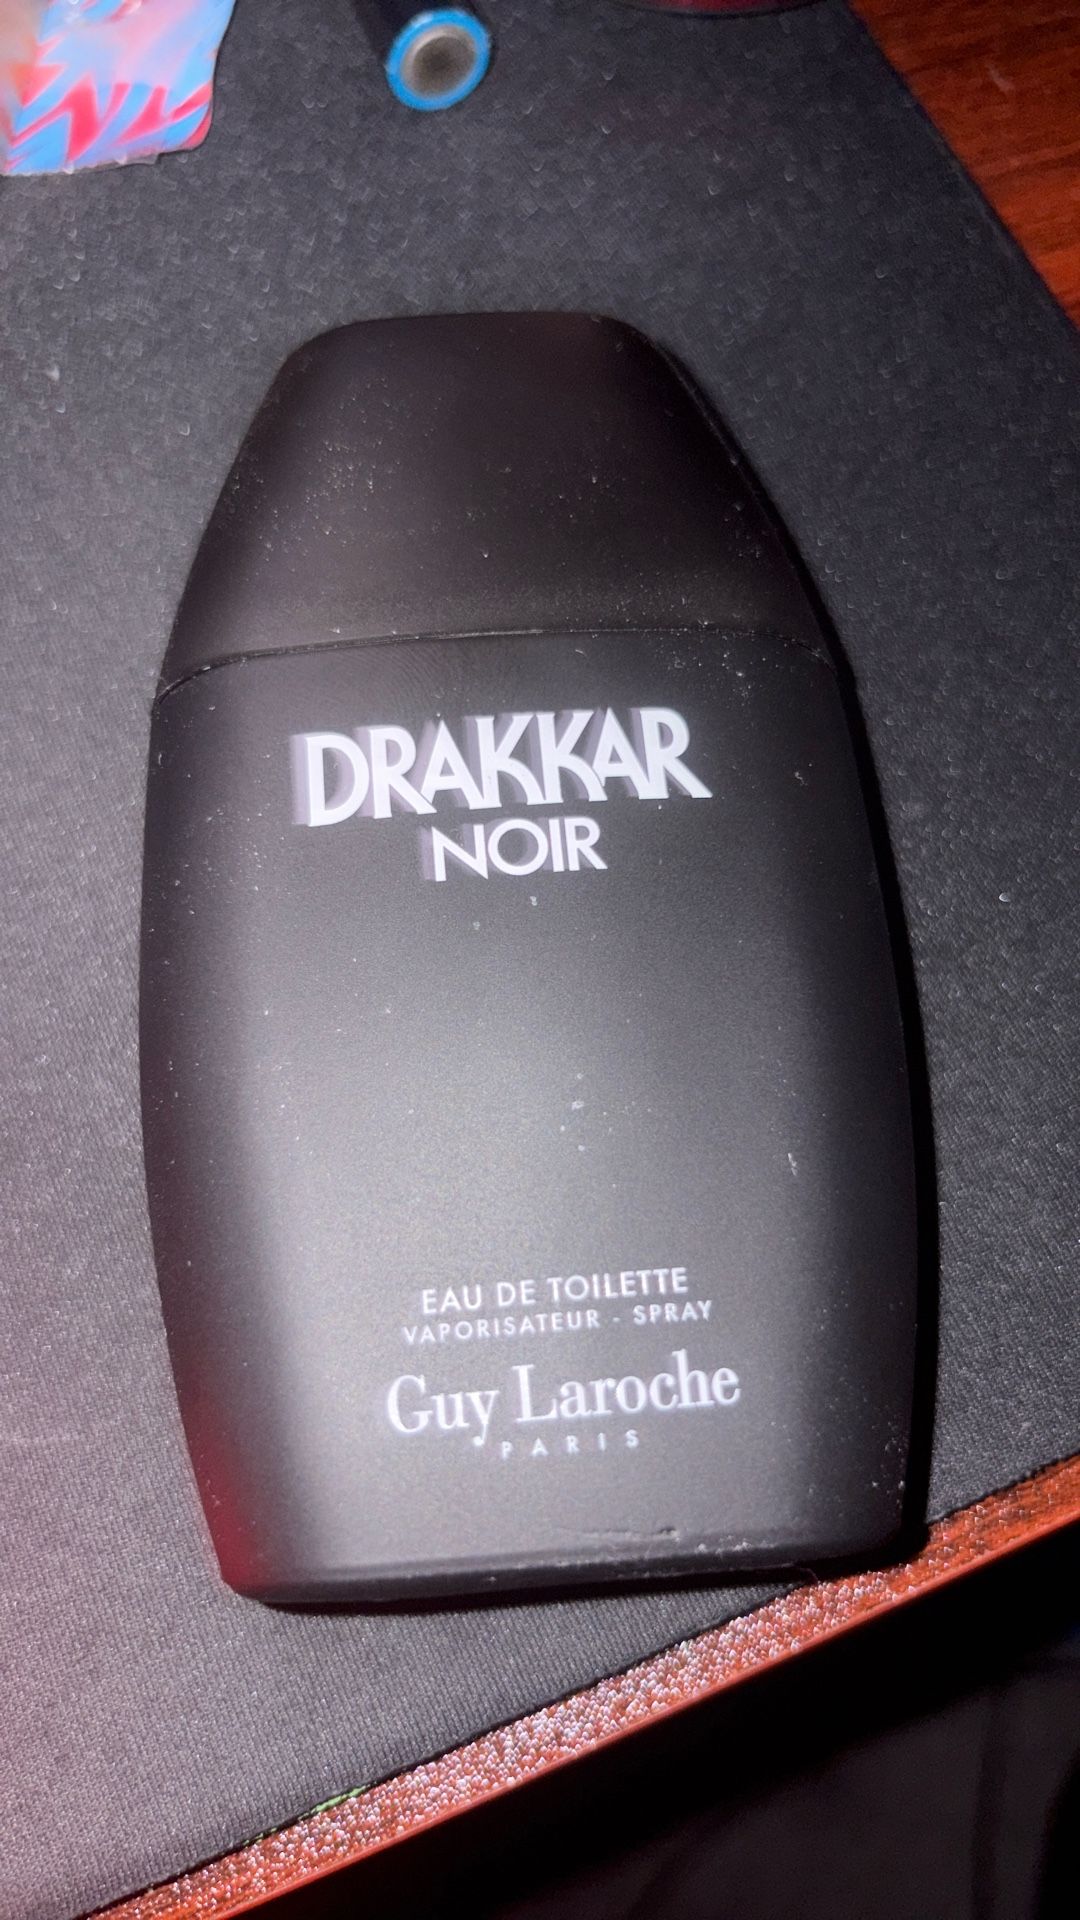 DRAKKAR
NOIR
EAU DE TOILETTE
VAPORISATEUR - SPRAY
Guy Laroche
PARIS